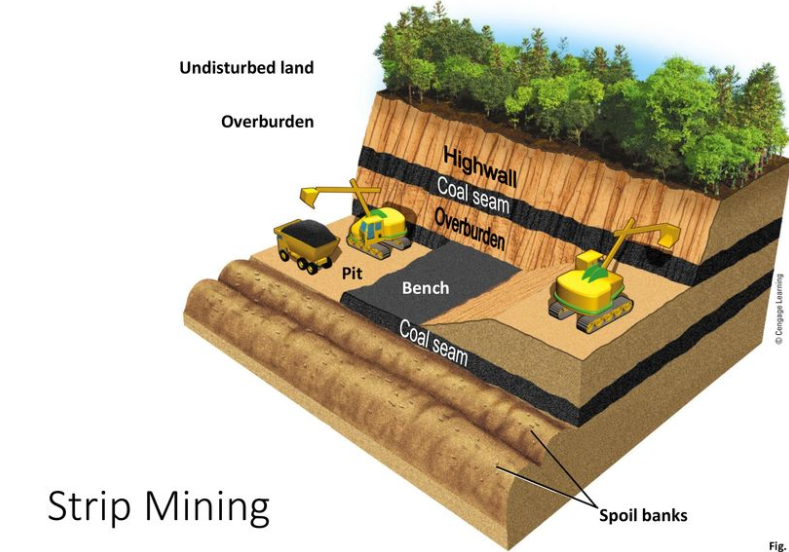 Undisturbed land
Overburden
Highwall
Coal seam
Overburden
Pit
Bench
Coal seam
© Cengage Learning
Strip Mining
Spoil banks
Fig.